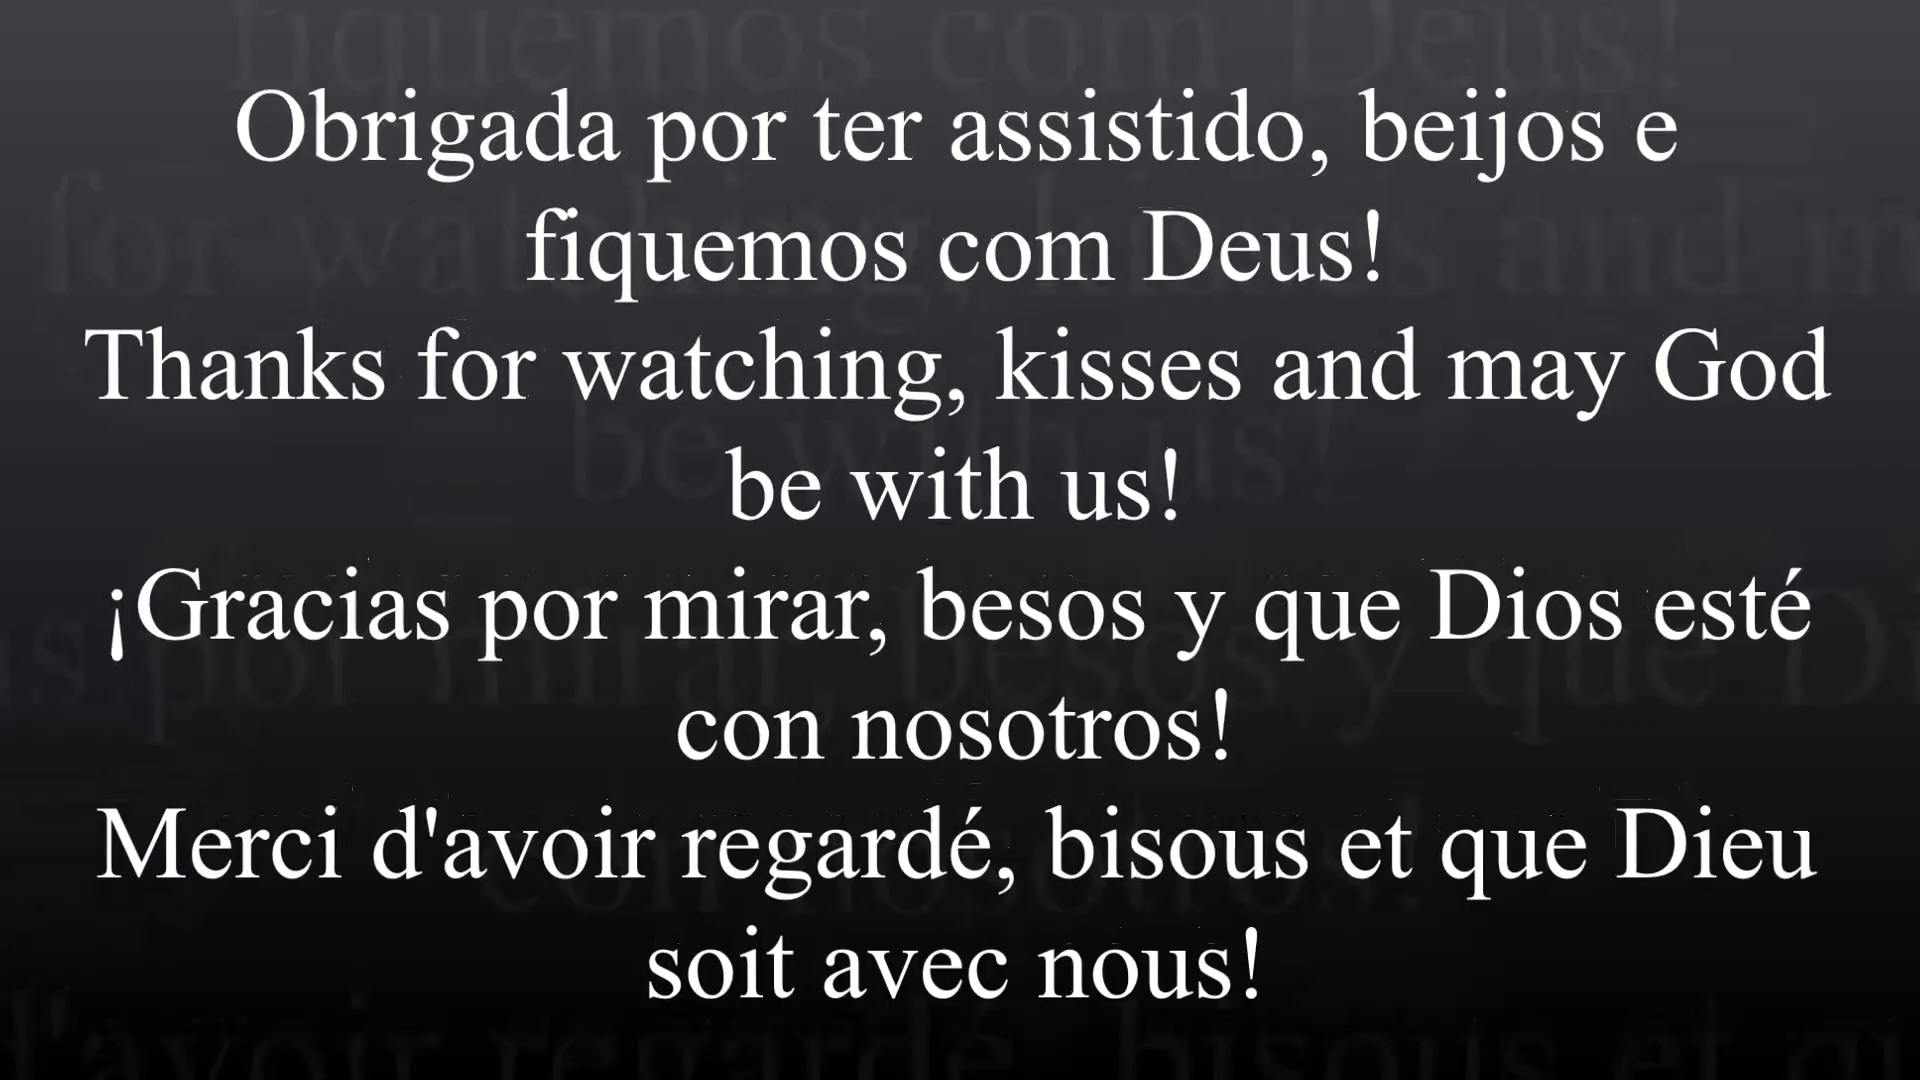 Obrigada por ter assistido, beijos e
fiquemos com Deus!
Thanks for watching, kisses and may God
be with us!
¡Gracias por mirar, besos y que Dios esté
con nosotros!
Merci d'avoir regardé, bisous et que Dieu
soit avec nous!